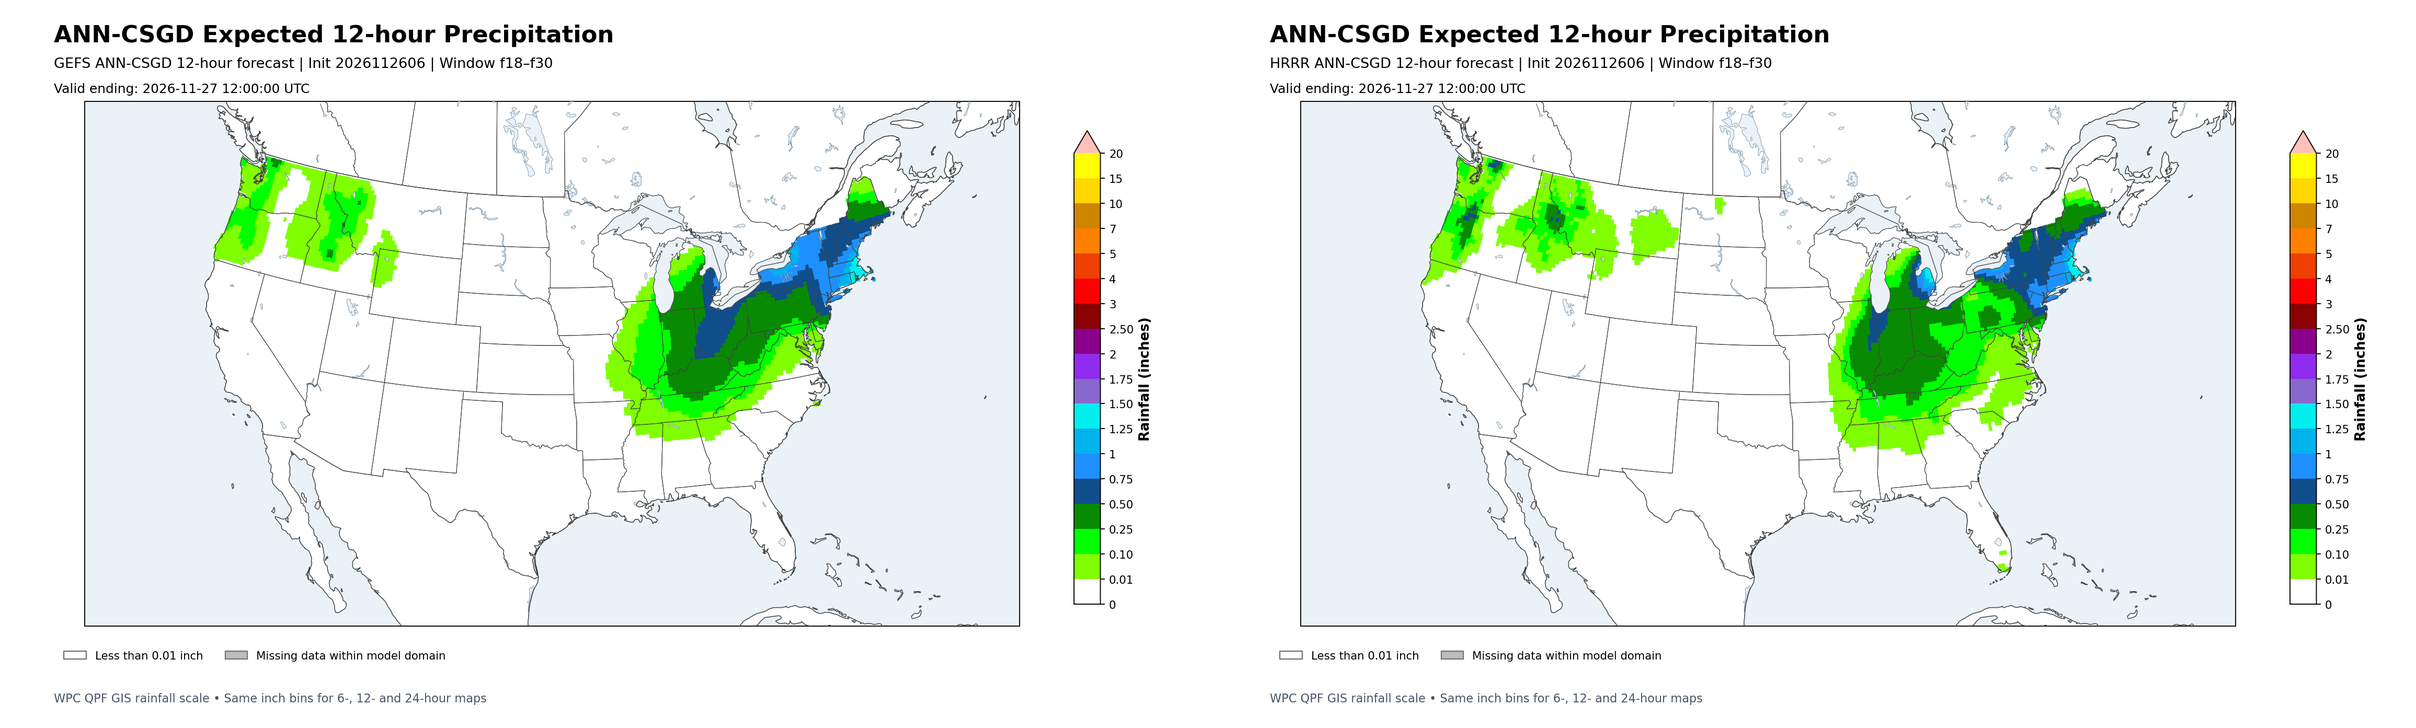 ANN-CSGD Expected 12-hour Precipitation
GEFS ANN-CSGD 12-hour forecast | Init 2026112606 | Window f18–f30
Valid ending: 2026-11-27 12:00:00 UTC
20
15
10
7
5
4
3
2.50
2
1.75
1.50
1.25
1
0.75
0.50
0.25
0.10
0.01
0
Rainfall (inches)
Less than 0.01 inch
Missing data within model domain
WPC QPF GIS rainfall scale • Same inch bins for 6-, 12- and 24-hour maps
ANN-CSGD Expected 12-hour Precipitation
HRRR ANN-CSGD 12-hour forecast | Init 2026112606 | Window f18–f30
Valid ending: 2026-11-27 12:00:00 UTC
20
15
10
7
5
4
3
2.50
2
1.75
1.50
1.25
1
0.75
0.50
0.25
0.10
0.01
0
Rainfall (inches)
Less than 0.01 inch
Missing data within model domain
WPC QPF GIS rainfall scale • Same inch bins for 6-, 12- and 24-hour maps